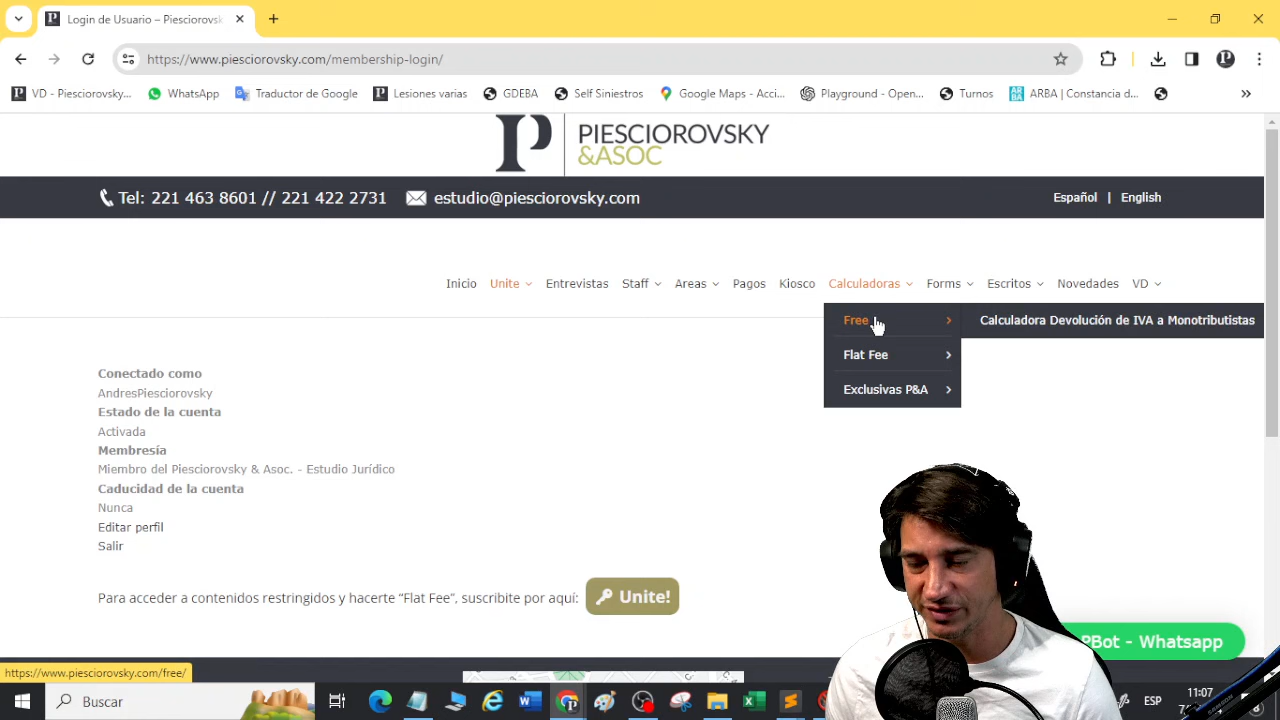 Login de Usuario – Piesciorovsk
https://www.piesciorovsky.com/membership-login/
VD - Piesciorovsky... WhatsApp Traductor de Google Lesiones varias GDEBA Self Siniestros Google Maps - Acci... Playground - Open... Turnos ARBA | Constancia d...
P PIESCIOROVSKY
&ASOC
Tel: 221 463 8601 // 221 422 2731 estudio@piesciorovsky.com Español | English
Inicio Unite Entrevistas Staff Areas Pagos Kiosco Calculadoras Forms Escritos Novedades VD
Free Calculadora Devolución de IVA a Monotributistas
Flat Fee
Exclusivas P&A
Conectado como
AndresPiesciorovsky
Estado de la cuenta
Activada
Membresía
Miembro del Piesciorovsky & Asoc. - Estudio Jurídico
Caducidad de la cuenta
Nunca
Editar perfil
Salir
Para acceder a contenidos restringidos y hacerte “Flat Fee”, suscribite por aquí: Unite!
PBot - Whatsapp
https://www.piesciorovsky.com/free/
Buscar ESP 11:07